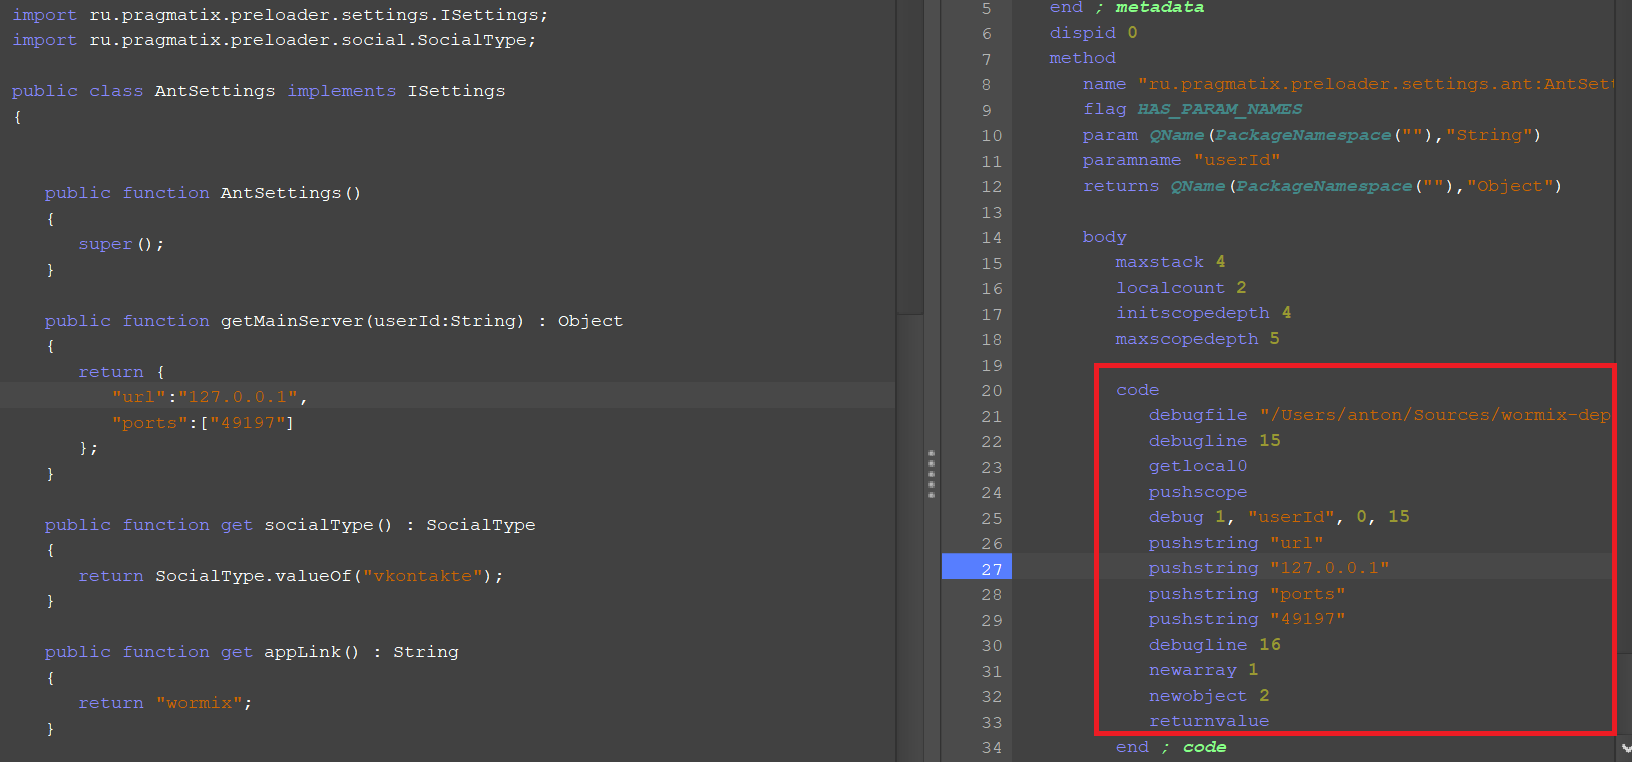 import ru.pragmatix.preloader.settings.ISettings;
import ru.pragmatix.preloader.social.SocialType;
public class AntSettings implements ISettings
{
public function AntSettings()
{
super();
}
public function getMainServer(userId:String) : Object
{
return {
"url":"127.0.0.1",
"ports":["49197"]
};
}
public function get socialType() : SocialType
{
return SocialType.valueOf("vkontakte");
}
public function get appLink() : String
{
return "wormix";
}
5 end ; metadata
6 dispid 0
7 method
8 name "ru.pragmatix.preloader.settings.ant:AntSett
9 flag HAS_PARAM_NAMES
10 param QName(PackageNamespace(""),"String")
11 paramname "userId"
12 returns QName(PackageNamespace(""),"Object")
13
14 body
15 maxstack 4
16 localcount 2
17 initscopedepth 4
18 maxscopedepth 5
19
20 code
21 debugfile "/Users/anton/Sources/wormix-dep
22 debugline 15
23 getlocal0
24 pushscope
25 debug 1, "userId", 0, 15
26 pushstring "url"
27 pushstring "127.0.0.1"
28 pushstring "ports"
29 pushstring "49197"
30 debugline 16
31 newarray 1
32 newobject 2
33 returnvalue
34 end ; code